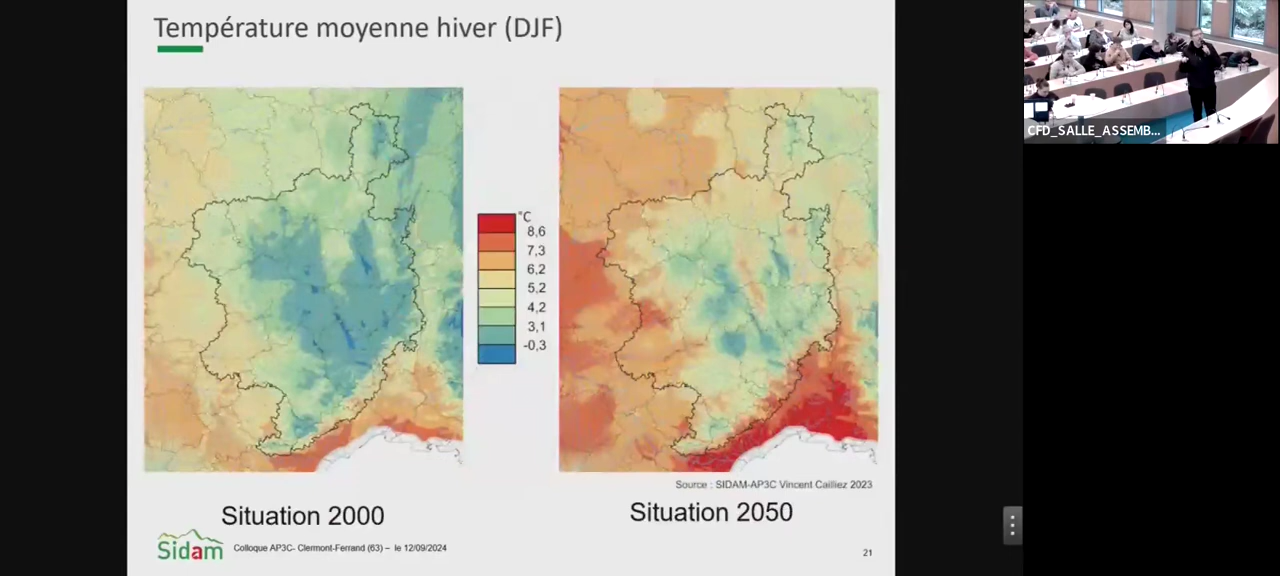 Température moyenne hiver (DJF)
°C
8,6
7,3
6,2
5,2
4,2
3,1
-0,3
Source : SIDAM-AP3C Vincent Cailliez 2023
Situation 2000
Situation 2050
Sidam
Colloque AP3C- Clermont-Ferrand (63) – le 12/09/2024
21
CFD_SALLE_ASSEMB...